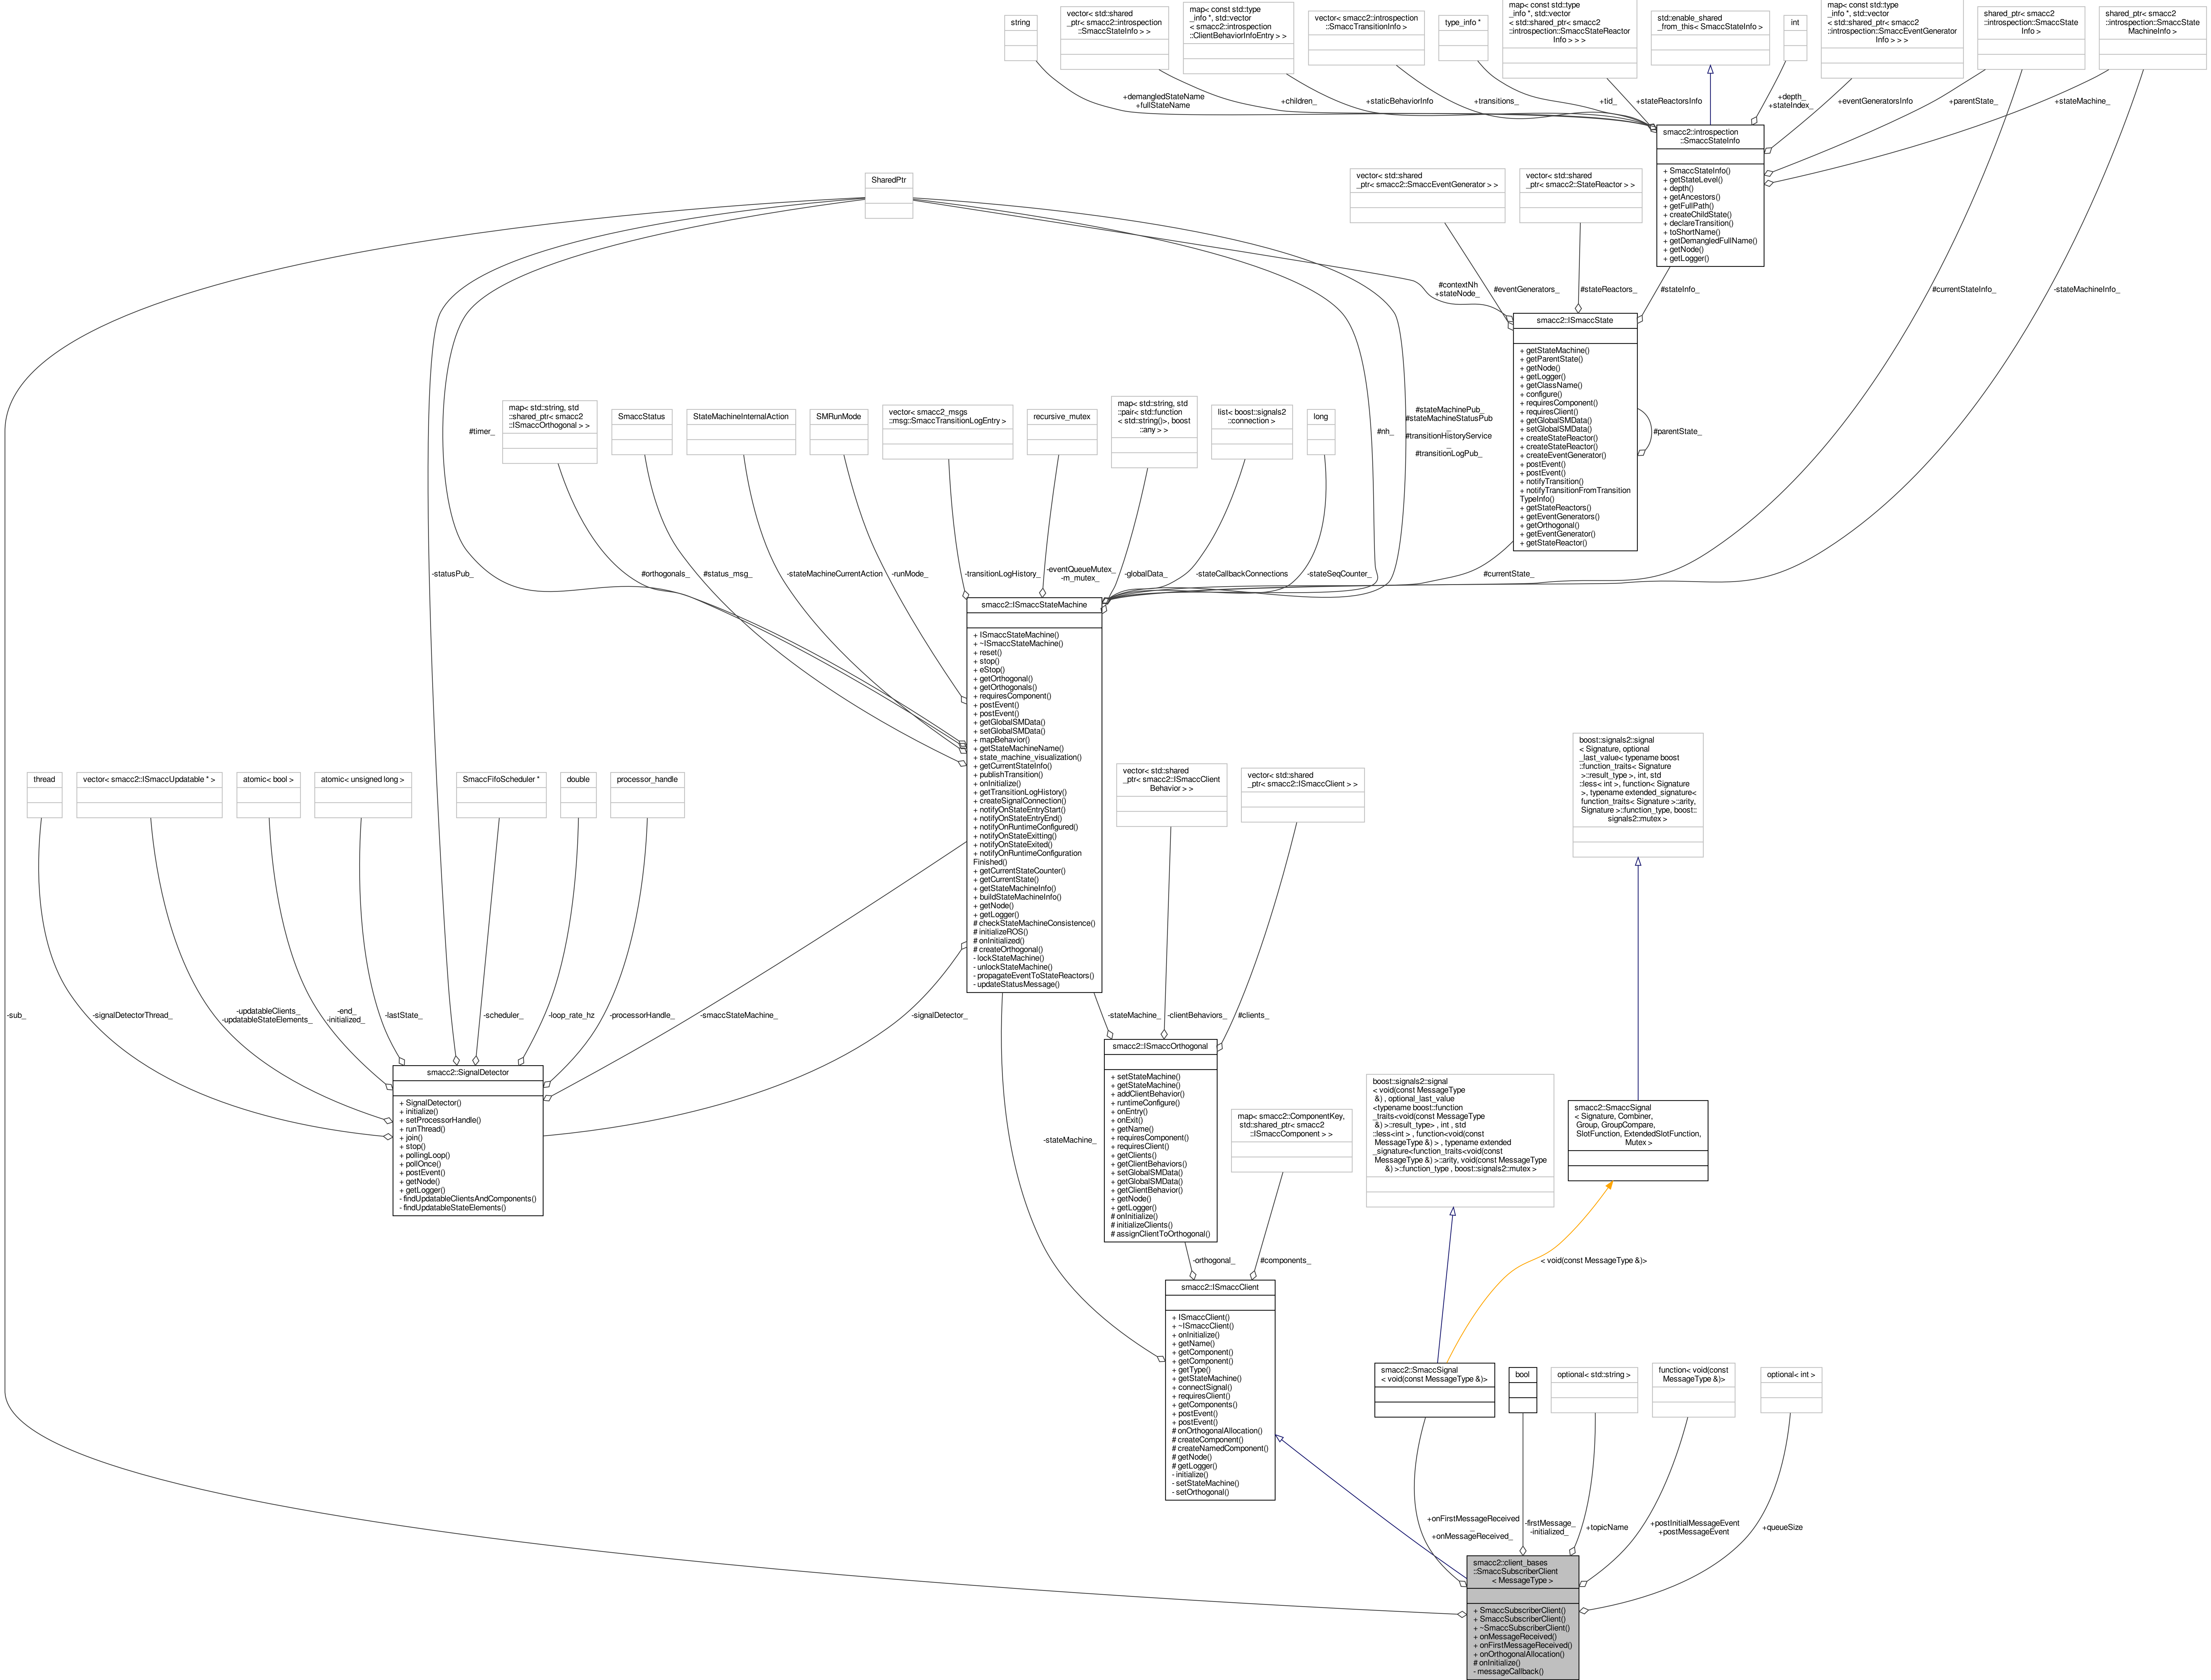 string
vector< std::shared
_ptr< smacc2::introspection
::SmaccStateInfo > >
map< const std::type
_info *, std::vector
< smacc2::introspection
::ClientBehaviorInfoEntry > >
vector< smacc2::introspection
::SmaccTransitionInfo >
type_info *
map< const std::type
_info *, std::vector
< std::shared_ptr< smacc2
::introspection::SmaccStateReactor
Info > > >
std::enable_shared
_from_this< SmaccStateInfo >
int
map< const std::type
_info *, std::vector
< std::shared_ptr< smacc2
::introspection::SmaccEventGenerator
Info > > >
shared_ptr< smacc2
::introspection::SmaccState
Info >
shared_ptr< smacc2
::introspection::SmaccState
MachineInfo >
+demangledStateName
+fullStateName
+children_
+staticBehaviorInfo
+transitions_
+tid_
+stateReactorsInfo
+depth_
+stateIndex_
+eventGeneratorsInfo
+parentState_
+stateMachine_
smacc2::introspection
::SmaccStateInfo
+ SmaccStateInfo()
+ getStateLevel()
+ depth()
+ getAncestors()
+ getFullPath()
+ createChildState()
+ declareTransition()
+ toShortName()
+ getDemangledFullName()
+ getNode()
+ getLogger()
SharedPtr
vector< std::shared
_ptr< smacc2::SmaccEventGenerator > >
vector< std::shared
_ptr< smacc2::StateReactor > >
#contextNh
+stateNode_
#eventGenerators_
#stateReactors_
#stateInfo_
#currentStateInfo_
-stateMachineInfo_
smacc2::ISmaccState
+ getStateMachine()
+ getParentState()
+ getNode()
+ getLogger()
+ getClassName()
+ configure()
+ requiresComponent()
+ requiresClient()
+ getGlobalSMData()
+ setGlobalSMData()
+ createStateReactor()
+ createStateReactor()
+ createEventGenerator()
+ postEvent()
+ postEvent()
+ notifyTransition()
+ notifyTransitionFromTransition
TypeInfo()
+ getStateReactors()
+ getEventGenerators()
+ getOrthogonal()
+ getEventGenerator()
+ getStateReactor()
#parentState_
#timer_
map< std::string, std
::shared_ptr< smacc2
::ISmaccOrthogonal > >
SmaccStatus
StateMachineInternalAction
SMRunMode
vector< smacc2_msgs
::msg::SmaccTransitionLogEntry >
recursive_mutex
map< std::string, std
::pair< std::function
< std::string()>, boost
::any > >
list< boost::signals2
::connection >
long
#nh_
#stateMachinePub_
#stateMachineStatusPub
_
#transitionHistoryService
_
#transitionLogPub_
-statusPub_
#orthogonals_
#status_msg_
-stateMachineCurrentAction
-runMode_
-transitionLogHistory_
-eventQueueMutex_
-m_mutex_
-globalData_
-stateCallbackConnections
-stateSeqCounter_
#currentState_
smacc2::ISmaccStateMachine
+ ISmaccStateMachine()
+ ~ISmaccStateMachine()
+ reset()
+ stop()
+ eStop()
+ getOrthogonal()
+ getOrthogonals()
+ requiresComponent()
+ postEvent()
+ postEvent()
+ getGlobalSMData()
+ setGlobalSMData()
+ mapBehavior()
+ getStateMachineName()
+ state_machine_visualization()
+ getCurrentStateInfo()
+ publishTransition()
+ onInitialize()
+ getTransitionLogHistory()
+ createSignalConnection()
+ notifyOnStateEntryStart()
+ notifyOnStateEntryEnd()
+ notifyOnRuntimeConfigured()
+ notifyOnStateExitting()
+ notifyOnStateExited()
+ notifyOnRuntimeConfiguration
Finished()
+ getCurrentStateCounter()
+ getCurrentState()
+ getStateMachineInfo()
+ buildStateMachineInfo()
+ getNode()
+ getLogger()
# checkStateMachineConsistence()
# initializeROS()
# onInitialized()
# createOrthogonal()
- lockStateMachine()
- unlockStateMachine()
- propagateEventToStateReactors()
- updateStatusMessage()
thread
vector< smacc2::ISmaccUpdatable * >
atomic< bool >
atomic< unsigned long >
SmaccFifoScheduler *
double
processor_handle
vector< std::shared
_ptr< smacc2::ISmaccClient
Behavior > >
vector< std::shared
_ptr< smacc2::ISmaccClient > >
boost::signals2::signal
< Signature, optional
_last_value< typename boost
::function_traits< Signature
>::result_type >, int, std
::less< int >, function< Signature
>, typename extended_signature<
function_traits< Signature >::arity,
Signature >::function_type, boost::
signals2::mutex >
-sub_
-signalDetectorThread_
-updatableClients_
-updatableStateElements_
-end_
-initialized_
-lastState_
-scheduler_
-loop_rate_hz
-processorHandle_
-smaccStateMachine_
-signalDetector_
-stateMachine_
-clientBehaviors_
#clients_
smacc2::SignalDetector
+ SignalDetector()
+ initialize()
+ setProcessorHandle()
+ runThread()
+ join()
+ stop()
+ pollingLoop()
+ pollOnce()
+ postEvent()
+ getNode()
+ getLogger()
- findUpdatableClientsAndComponents()
- findUpdatableStateElements()
smacc2::ISmaccOrthogonal
+ setStateMachine()
+ getStateMachine()
+ addClientBehavior()
+ runtimeConfigure()
+ onEntry()
+ onExit()
+ getName()
+ requiresComponent()
+ requiresClient()
+ getClients()
+ getClientBehaviors()
+ setGlobalSMData()
+ getGlobalSMData()
+ getClientBehavior()
+ getNode()
+ getLogger()
# onInitialize()
# initializeClients()
# assignClientToOrthogonal()
map< smacc2::ComponentKey,
std::shared_ptr< smacc2
::ISmaccComponent > >
boost::signals2::signal
< void(const MessageType
&) , optional_last_value
<typename boost::function
_traits<void(const MessageType
&) >::result_type> , int , std
::less<int > , function<void(const
MessageType &) > , typename extended
_signature<function_traits<void(const
MessageType &) >::arity, void(const MessageType
&) >::function_type , boost::signals2::mutex >
smacc2::SmaccSignal
< Signature, Combiner,
Group, GroupCompare,
SlotFunction, ExtendedSlotFunction,
Mutex >
-stateMachine_
-orthogonal_
#components_
< void(const MessageType &)>
smacc2::ISmaccClient
+ ISmaccClient()
+ ~ISmaccClient()
+ onInitialize()
+ getName()
+ getComponent()
+ getComponent()
+ getType()
+ getStateMachine()
+ connectSignal()
+ requiresClient()
+ getComponents()
+ postEvent()
+ postEvent()
# onOrthogonalAllocation()
# createComponent()
# createNamedComponent()
# getNode()
# getLogger()
- initialize()
- setStateMachine()
- setOrthogonal()
smacc2::SmaccSignal
< void(const MessageType &)>
bool
optional< std::string >
function< void(const
MessageType &)>
optional< int >
+onFirstMessageReceived
_
+onMessageReceived_
-firstMessage_
-initialized_
+topicName
+postInitialMessageEvent
+postMessageEvent
+queueSize
smacc2::client_bases
::SmaccSubscriberClient
< MessageType >
+ SmaccSubscriberClient()
+ SmaccSubscriberClient()
+ ~SmaccSubscriberClient()
+ onMessageReceived()
+ onFirstMessageReceived()
+ onOrthogonalAllocation()
# onInitialize()
- messageCallback()